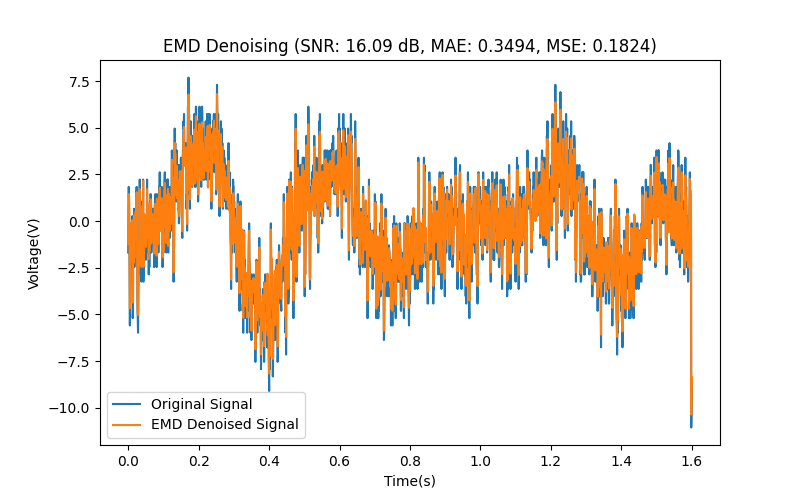 EMD Denoising (SNR: 16.09 dB, MAE: 0.3494, MSE: 0.1824)
7.5
5.0
2.5
0.0
−2.5
−5.0
−7.5
−10.0
Voltage(V)
Original Signal
EMD Denoised Signal
0.0 0.2 0.4 0.6 0.8 1.0 1.2 1.4 1.6
Time(s)